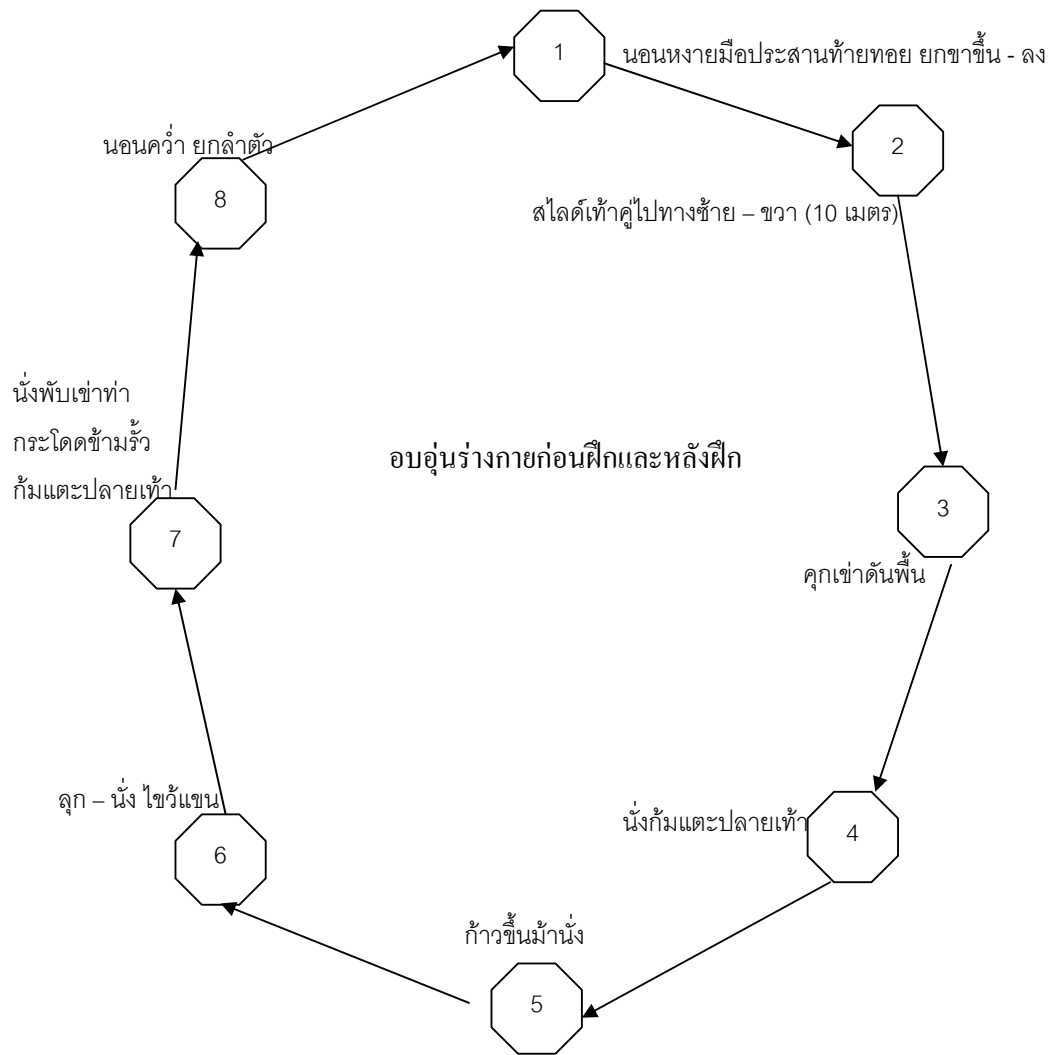 1
นอนหงายมือประสานท้ายทอย ยกขาขึ้น - ลง
2
นอนคว่ำ ยกลำตัว
8
สไลด์เท้าคู่ไปทางซ้าย – ขวา (10 เมตร)
นั่งพับเข่าท่า
กระโดดข้ามรั้ว
ก้มแตะปลายเท้า
อบอุ่นร่างกายก่อนฝึกและหลังฝึก
3
7
คุกเข่าดันพื้น
ลุก – นั่ง ไขว้แขน
นั่งก้มแตะปลายเท้า
4
6
ก้าวขึ้นม้านั่ง
5